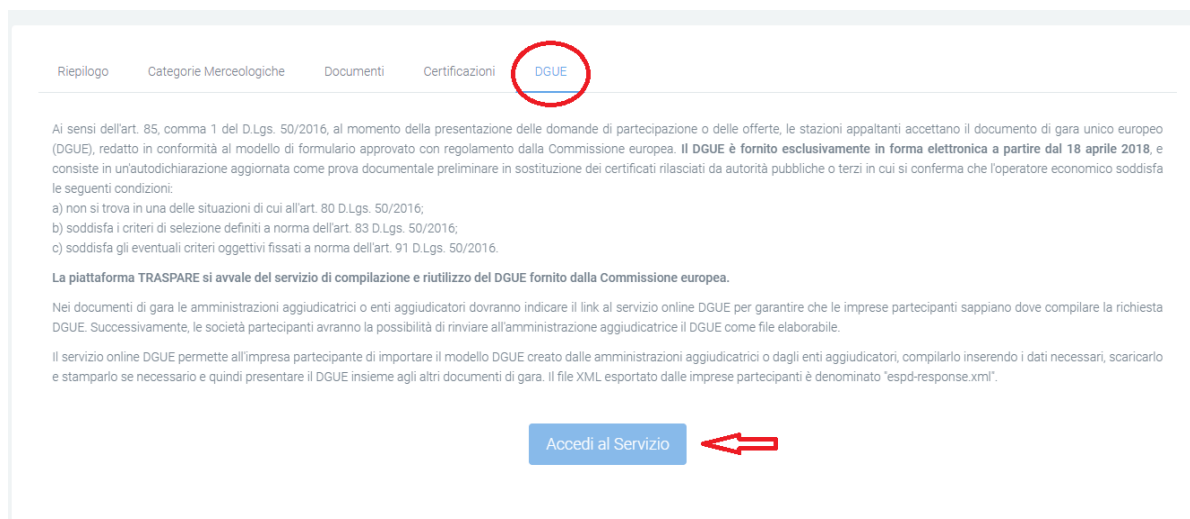 Riepilogo Categorie Merceologiche Documenti Certificazioni DGUE
Ai sensi dell'art. 85, comma 1 del D.Lgs. 50/2016, al momento della presentazione delle domande di partecipazione o delle offerte, le stazioni appaltanti accettano il documento di gara unico europeo
(DGUE), redatto in conformità al modello di formulario approvato con regolamento dalla Commissione europea. Il DGUE è fornito esclusivamente in forma elettronica a partire dal 18 aprile 2018, e
consiste in un'autodichiarazione aggiornata come prova documentale preliminare in sostituzione dei certificati rilasciati da autorità pubbliche o terzi in cui si conferma che l'operatore economico soddisfa
le seguenti condizioni:
a) non si trova in una delle situazioni di cui all'art. 80 D.Lgs. 50/2016;
b) soddisfa i criteri di selezione definiti a norma dell'art. 83 D.Lgs. 50/2016;
c) soddisfa gli eventuali criteri oggettivi fissati a norma dell'art. 91 D.Lgs. 50/2016.
La piattaforma TRASPARE si avvale del servizio di compilazione e riutilizzo del DGUE fornito dalla Commissione europea.
Nei documenti di gara le amministrazioni aggiudicatrici o enti aggiudicatori dovranno indicare il link al servizio online DGUE per garantire che le imprese partecipanti sappiano dove compilare la richiesta
DGUE. Successivamente, le società partecipanti avranno la possibilità di rinviare all'amministrazione aggiudicatrice il DGUE come file elaborabile.
Il servizio online DGUE permette all'impresa partecipante di importare il modello DGUE creato dalle amministrazioni aggiudicatrici o dagli enti aggiudicatori, compilarlo inserendo i dati necessari, scaricarlo
e stamparlo se necessario e quindi presentare il DGUE insieme agli altri documenti di gara. Il file XML esportato dalle imprese partecipanti è denominato "espd-response.xml".
Accedi al Servizio